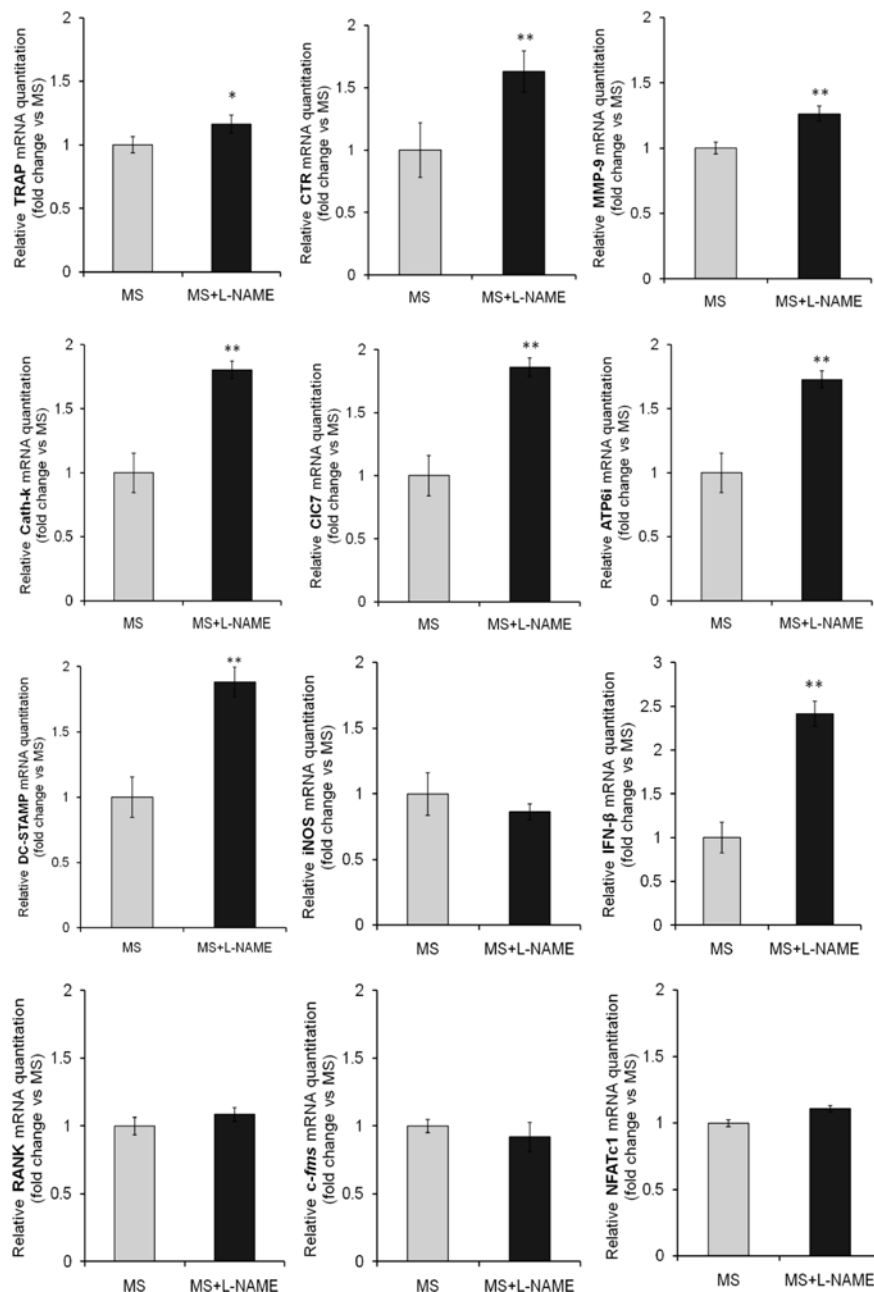 Relative TRAP mRNA quantitation
(fold change vs MS)
2
1.5
1
0.5
0
*
MS
MS+L-NAME
Relative CTR mRNA quantitation
(fold change vs MS)
2
1.5
1
0.5
0
**
MS
MS+L-NAME
Relative MMP-9 mRNA quantitation
(fold change vs MS)
2
1.5
1
0.5
0
**
MS
MS+L-NAME
Relative Cath-k mRNA quantitation
(fold change vs MS)
2
1.5
1
0.5
0
**
MS
MS+L-NAME
Relative ClC7 mRNA quantitation
(fold change vs MS)
2
1.5
1
0.5
0
**
MS
MS+L-NAME
Relative ATP6i mRNA quantitation
(fold change vs MS)
2
1.5
1
0.5
0
**
MS
MS+L-NAME
Relative DC-STAMP mRNA quantitation
(fold change vs MS)
2
1.5
1
0.5
0
**
MS
MS+L-NAME
Relative iNOS mRNA quantitation
(fold change vs MS)
2
1.5
1
0.5
0
MS
MS+L-NAME
Relative IFN-β mRNA quantitation
(fold change vs MS)
3
2.5
2
1.5
1
0.5
0
**
MS
MS+L-NAME
Relative RANK mRNA quantitation
(fold change vs MS)
2
1.5
1
0.5
0
MS
MS+L-NAME
Relative c-fms mRNA quantitation
(fold change vs MS)
2
1.5
1
0.5
0
MS
MS+L-NAME
Relative NFATc1 mRNA quantitation
(fold change vs MS)
2
1.5
1
0.5
0
MS
MS+L-NAME